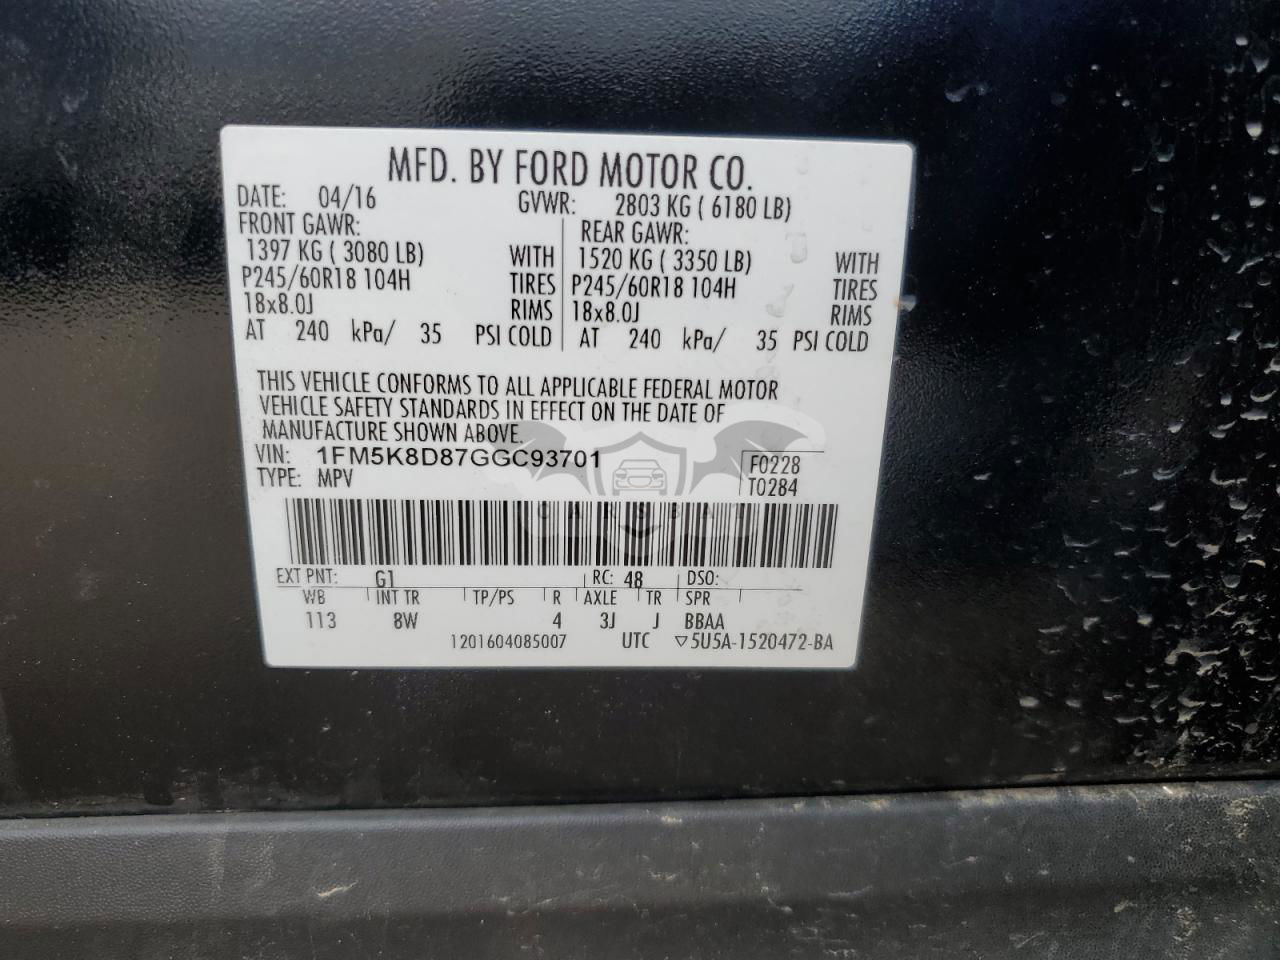 MFD. BY FORD MOTOR CO.
DATE: 04/16 GVWR: 2803 KG ( 6180 LB)
FRONT GAWR: REAR GAWR:
1397 KG ( 3080 LB) WITH 1520 KG ( 3350 LB) WITH
P245/60R18 104H TIRES P245/60R18 104H TIRES
18x8.0J RIMS 18x8.0J RIMS
AT 240 kPa/ 35 PSI COLD AT 240 kPa/ 35 PSI COLD
THIS VEHICLE CONFORMS TO ALL APPLICABLE FEDERAL MOTOR
VEHICLE SAFETY STANDARDS IN EFFECT ON THE DATE OF
MANUFACTURE SHOWN ABOVE.
VIN: 1FM5K8D87GGC93701 F0228
TYPE: MPV T0284
EXT PNT: G1 RC: 48 DSO:
WB INT TR TP/PS R AXLE TR SPR
113 8W 4 3J J BBAA
1201604085007 UTC ▽5U5A-1520472-BA